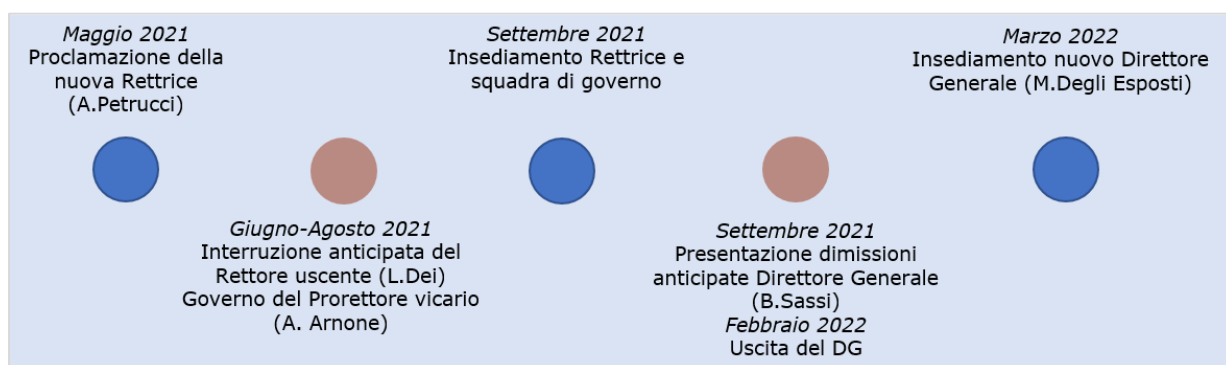 Maggio 2021
Proclamazione della
nuova Rettrice
(A.Petrucci)
Giugno-Agosto 2021
Interruzione anticipata del
Rettore uscente (L.Dei)
Governo del Prorettore vicario
(A. Arnone)
Settembre 2021
Insediamento Rettrice e
squadra di governo
Settembre 2021
Presentazione dimissioni
anticipate Direttore Generale
(B.Sassi)
Febbraio 2022
Uscita del DG
Marzo 2022
Insediamento nuovo Direttore
Generale (M.Degli Esposti)